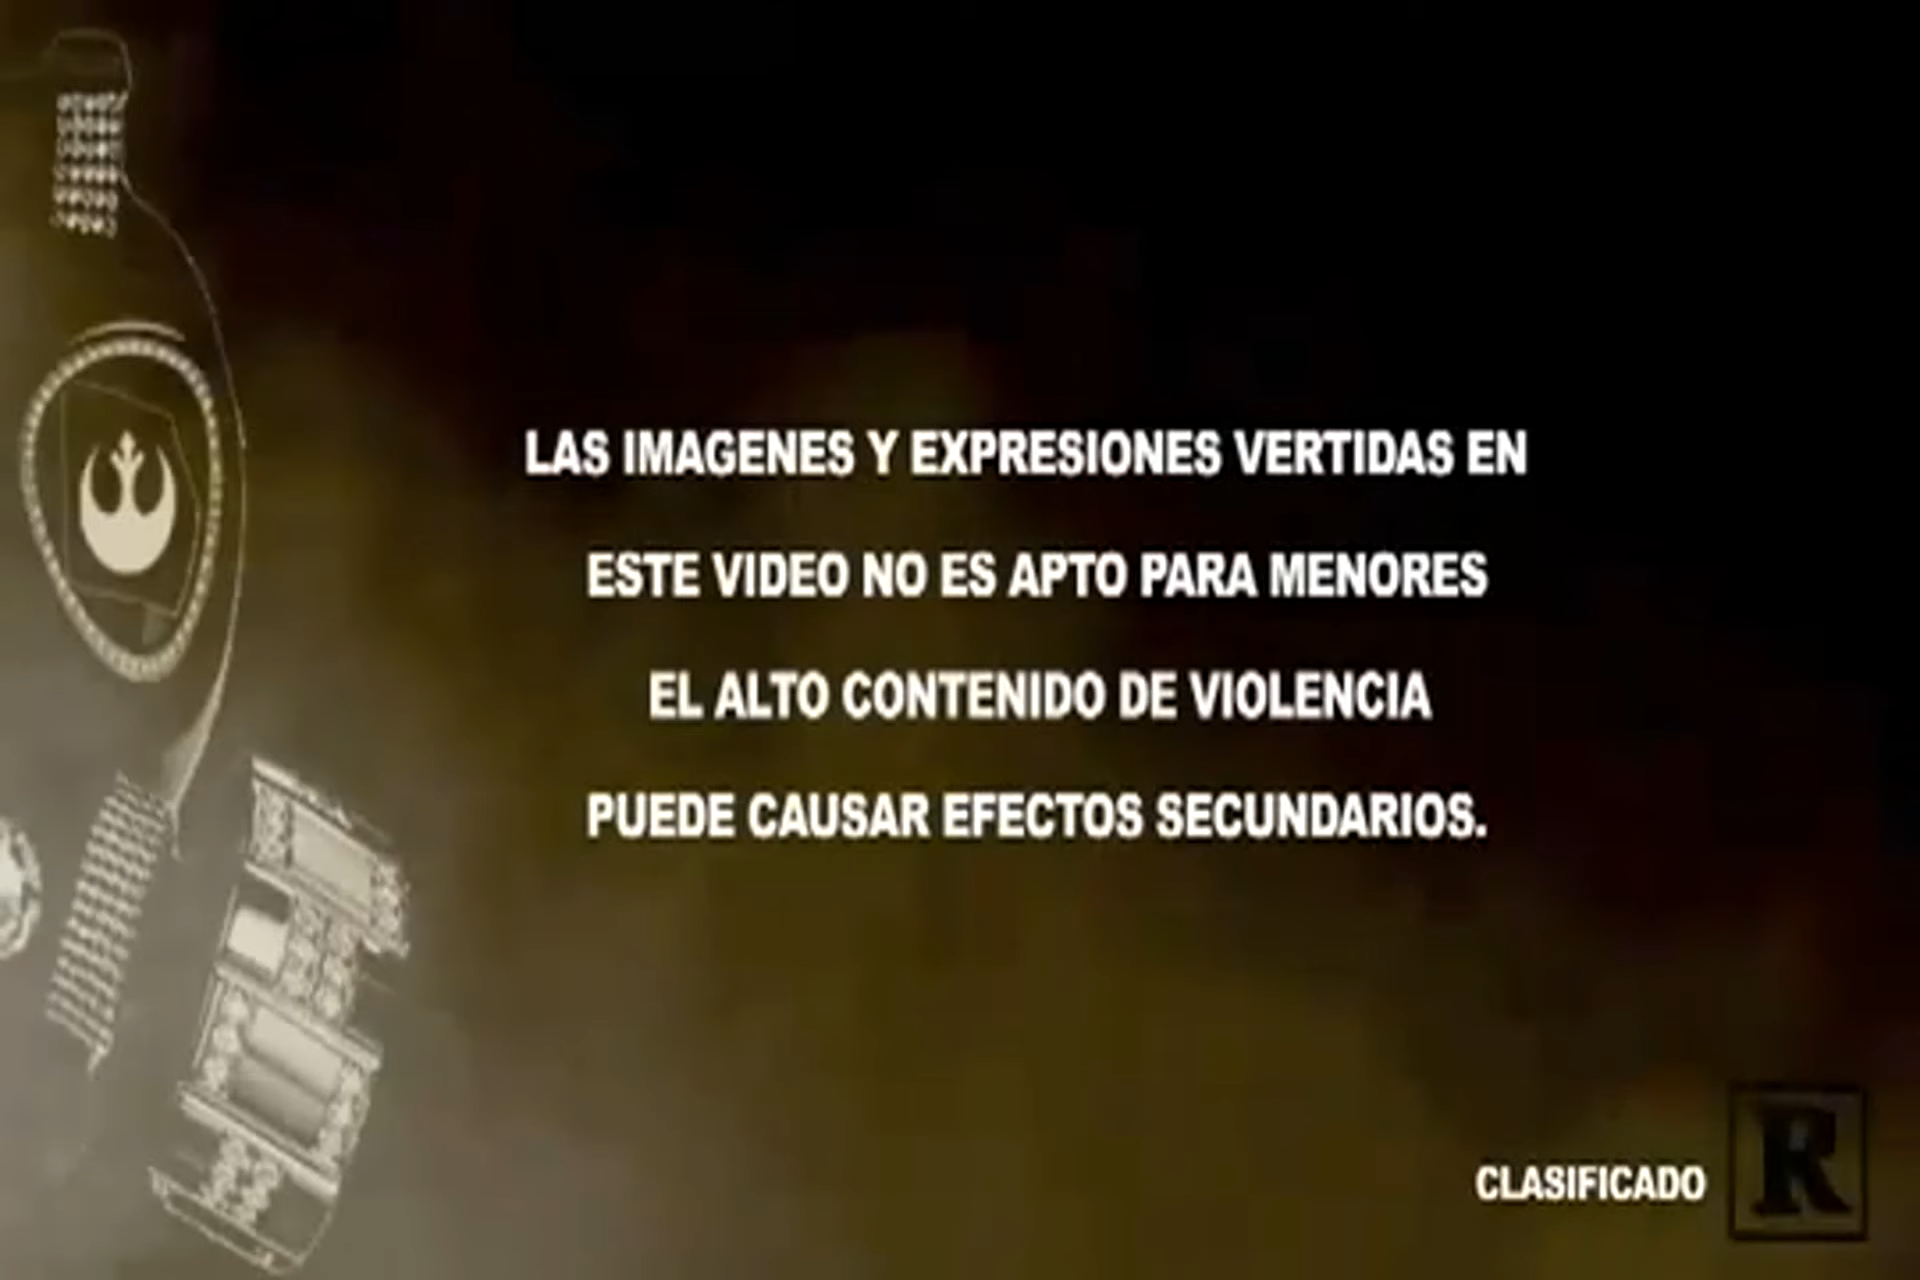 LAS IMAGENES Y EXPRESIONES VERTIDAS EN
ESTE VIDEO NO ES APTO PARA MENORES
EL ALTO CONTENIDO DE VIOLENCIA
PUEDE CAUSAR EFECTOS SECUNDARIOS.
CLASIFICADO R